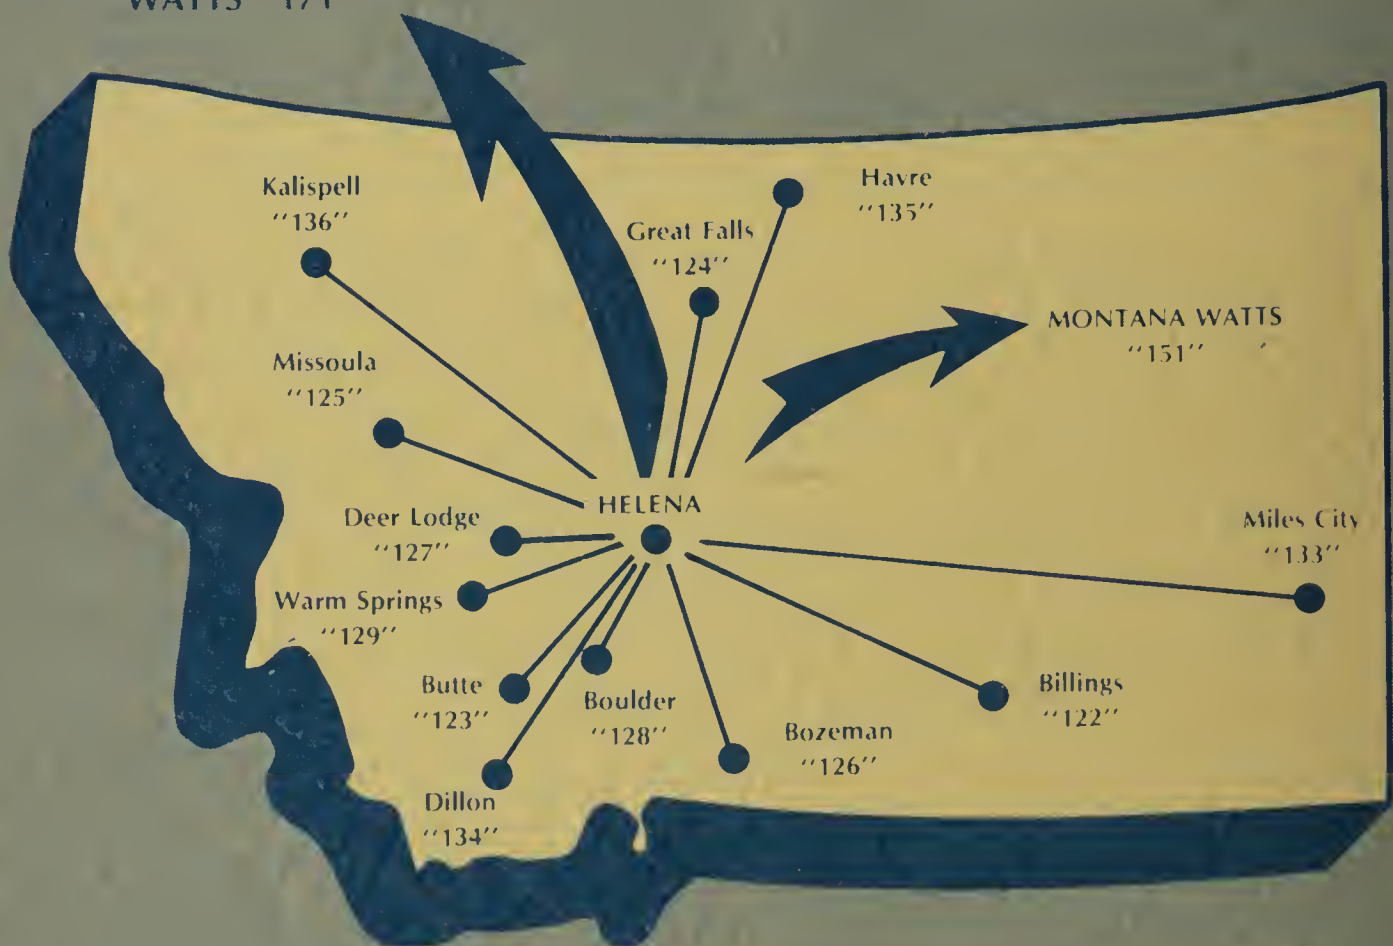 WATTS
Kalispell
"136"
Havre
"135"
Great Falls
"124"
MONTANA WATTS
"151"
Missoula
"125"
HELENA
Deer Lodge
"127"
Miles City
"133"
Warm Springs
"129"
Butte
"123"
Boulder
"128"
Billings
"122"
Bozeman
"126"
Dillon
"134"